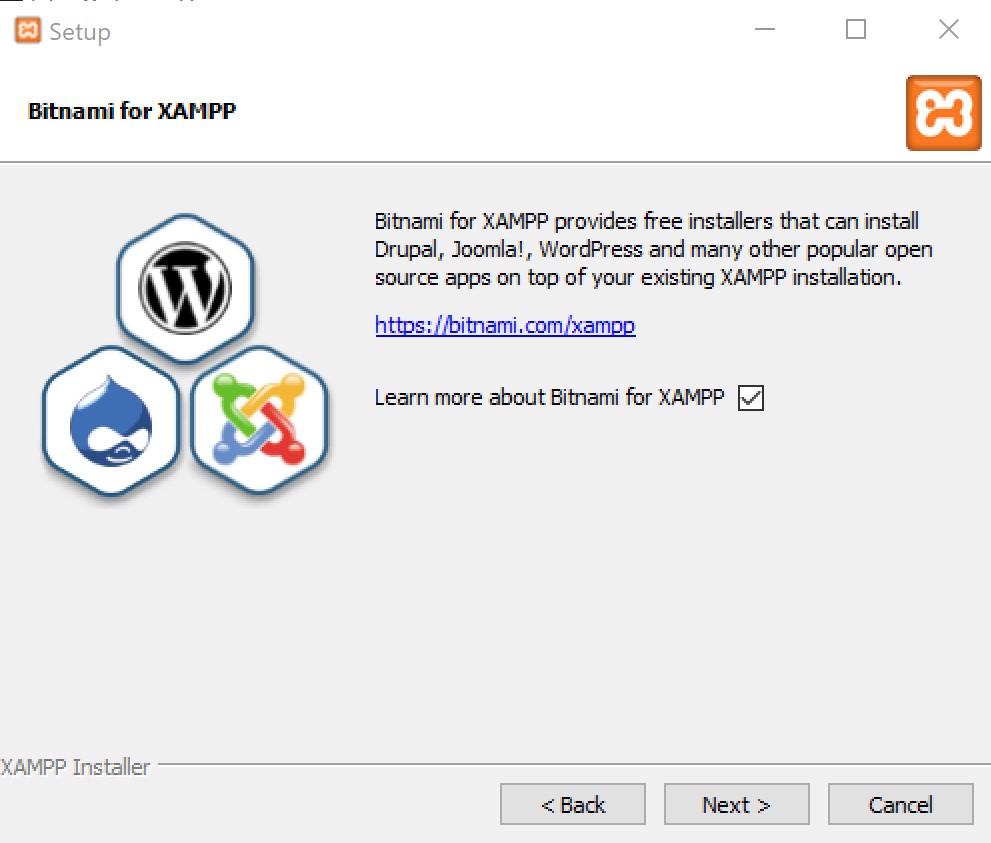 Setup
Bitnami for XAMPP
Bitnami for XAMPP provides free installers that can install
Drupal, Joomla!, WordPress and many other popular open
source apps on top of your existing XAMPP installation.
https://bitnami.com/xampp
Learn more about Bitnami for XAMPP
XAMPP Installer
< Back
Next >
Cancel